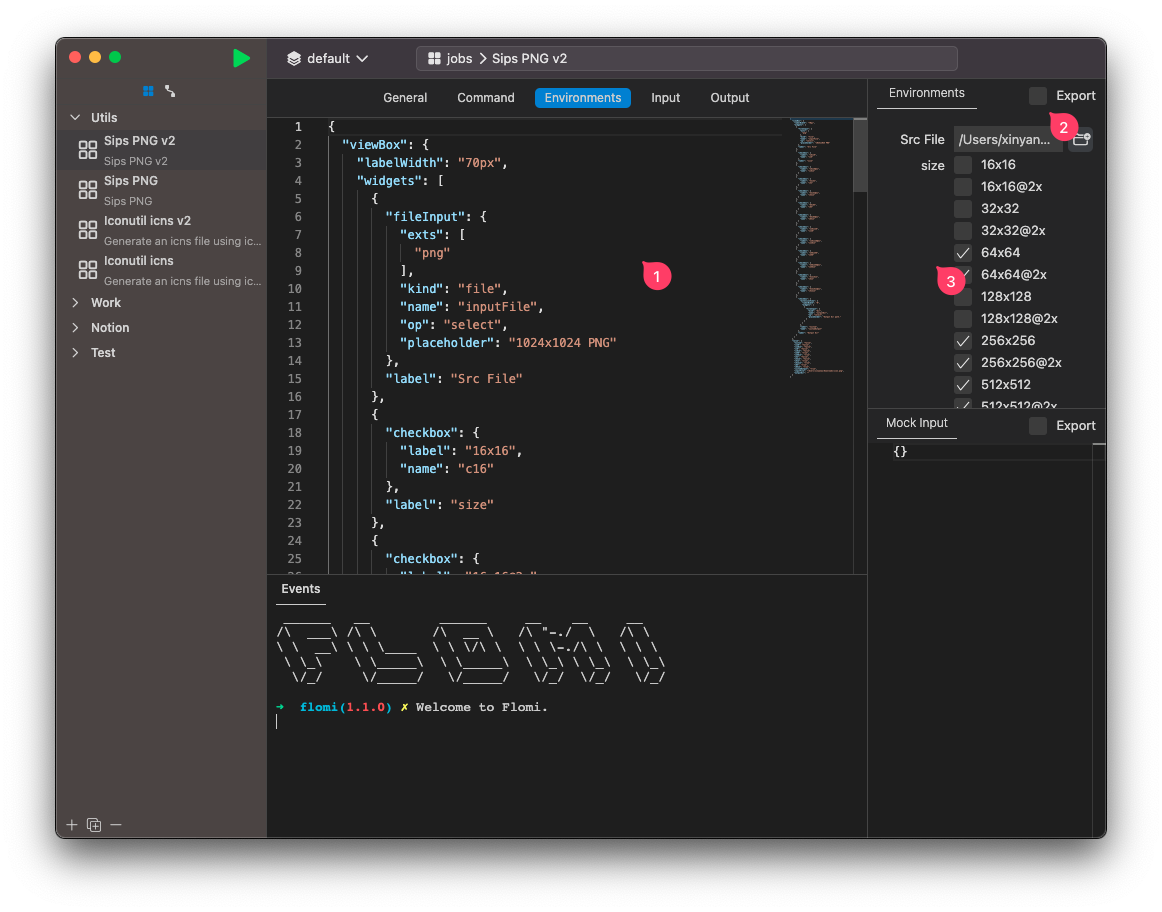 default
jobs > Sips PNG v2
Utils
Sips PNG v2
Sips PNG v2
Sips PNG
Sips PNG
Iconutil icns v2
Generate an icns file using ic...
Iconutil icns
Generate an icns file using ic...
Work
Notion
Test
General Command Environments Input Output
1 {
2 "viewBox": {
3 "labelWidth": "70px",
4 "widgets": [
5 {
6 "fileInput": {
7 "exts": [
8 "png"
9 ],
10 "kind": "file",
11 "name": "inputFile",
12 "op": "select",
13 "placeholder": "1024x1024 PNG"
14 },
15 "label": "Src File"
16 },
17 {
18 "checkbox": {
19 "label": "16x16",
20 "name": "c16"
21 },
22 "label": "size"
23 },
24 {
25 "checkbox": {
1
Environments Export
2
Src File /Users/xinyan...
size 16x16
16x16@2x
32x32
32x32@2x
64x64
64x64@2x
3
128x128
128x128@2x
256x256
256x256@2x
512x512
512x512@2x
Mock Input Export
{}
Events
FLOMI
→ flomi(1.1.0) ✗ Welcome to Flomi.